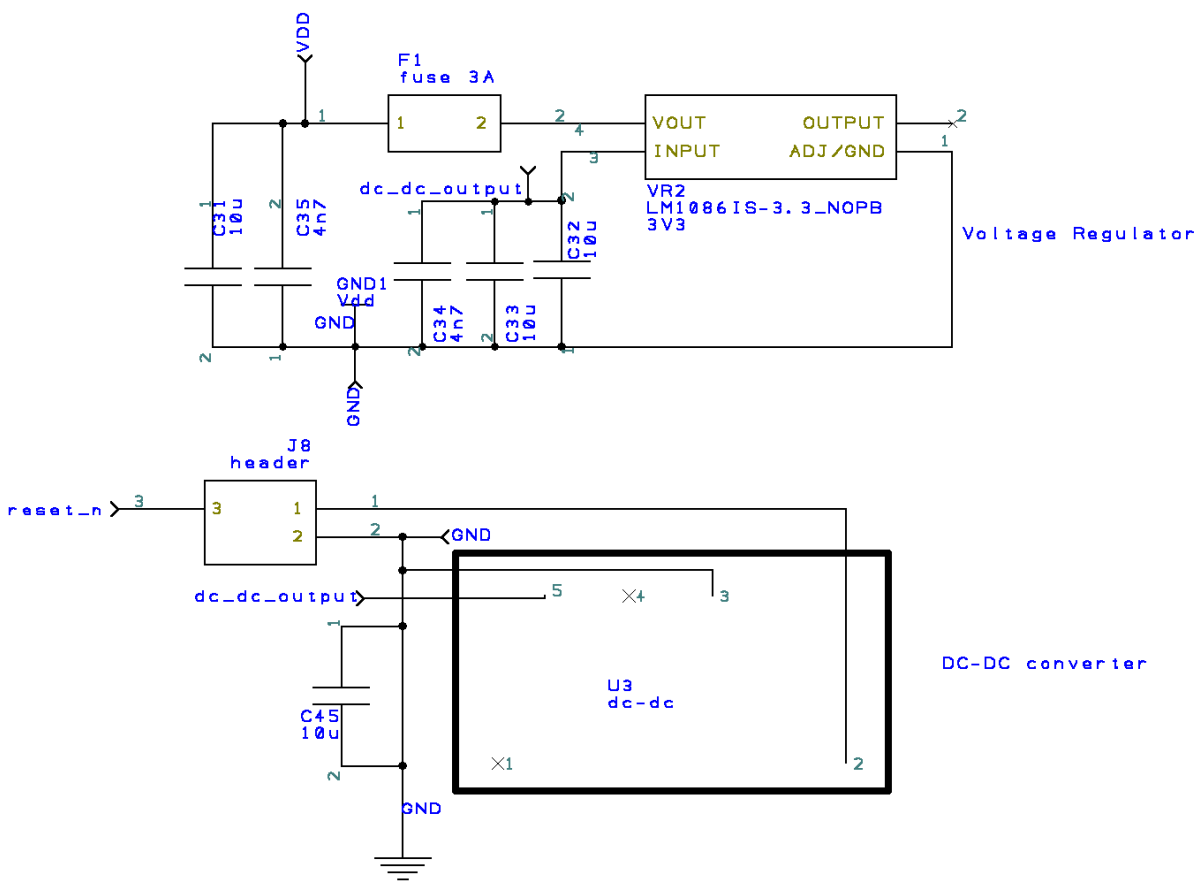 VDD
F1
fuse 3A
1
1
2
2
4
VOUT
OUTPUT
2
3
INPUT
ADJ/GND
1
dc_dc_output
2
VR2
LM1086IS-3.3_NOPB
3V3
1
C31
10u
2
C35
4n7
1
1
C32
10u
Voltage Regulator
GND1
Vdd
GND
C34
4n7
C33
10u
2
1
2
2
1
GND
J8
header
reset_n
3
3
1
1
2
2
GND
dc_dc_output
5
4
3
1
U3
dc-dc
DC-DC converter
C45
10u
2
1
2
GND